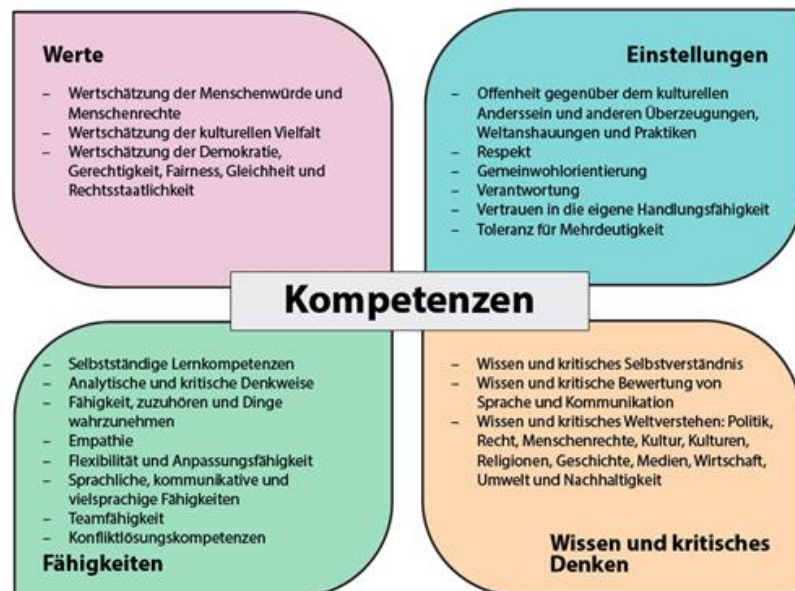 Werte
– Wertschätzung der Menschenwürde und
Menschenrechte
– Wertschätzung der kulturellen Vielfalt
– Wertschätzung der Demokratie,
Gerechtigkeit, Fairness, Gleichheit und
Rechtsstaatlichkeit
Einstellungen
– Offenheit gegenüber dem kulturellen
Anderssein und anderen Überzeugungen,
Weltanshauungen und Praktiken
– Respekt
– Gemeinwohlorientierung
– Verantwortung
– Vertrauen in die eigene Handlungsfähigkeit
– Toleranz für Mehrdeutigkeit
Kompetenzen
– Selbstständige Lernkompetenzen
– Analytische und kritische Denkweise
– Fähigkeit, zuzuhören und Dinge
wahrzunehmen
– Empathie
– Flexibilität und Anpassungsfähigkeit
– Sprachliche, kommunikative und
vielsprachige Fähigkeiten
– Teamfähigkeit
– Konfliktlösungskompetenzen
Fähigkeiten
– Wissen und kritisches Selbstverständnis
– Wissen und kritische Bewertung von
Sprache und Kommunikation
– Wissen und kritisches Weltverstehen: Politik,
Recht, Menschenrechte, Kultur, Kulturen,
Religionen, Geschichte, Medien, Wirtschaft,
Umwelt und Nachhaltigkeit
Wissen und kritisches
Denken